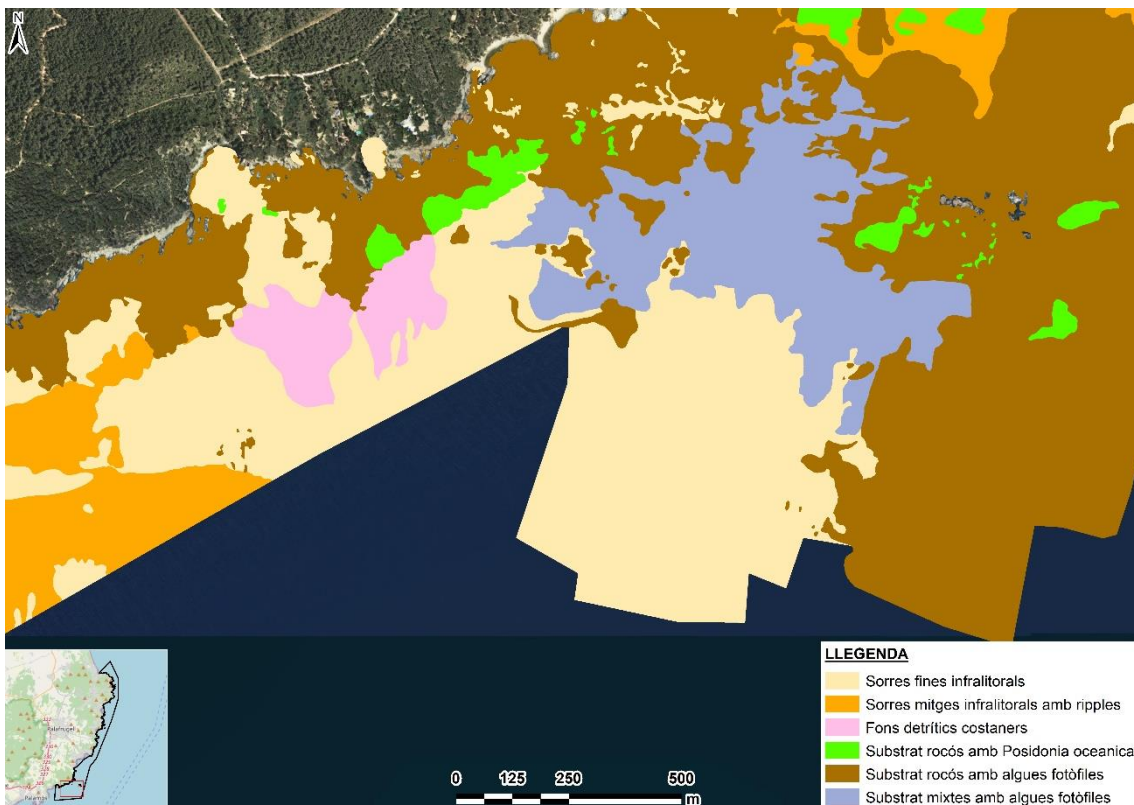 N
LLEGENDA
Sorres fines infralitorals
Sorres mitges infralitorals amb ripples
Fons detrítics costaners
Substrat rocós amb Posidonia oceanica
Substrat rocós amb algues fotòfiles
Substrat mixtes amb algues fotòfiles
0 125 250 500
m
Palafrugell
Palamós